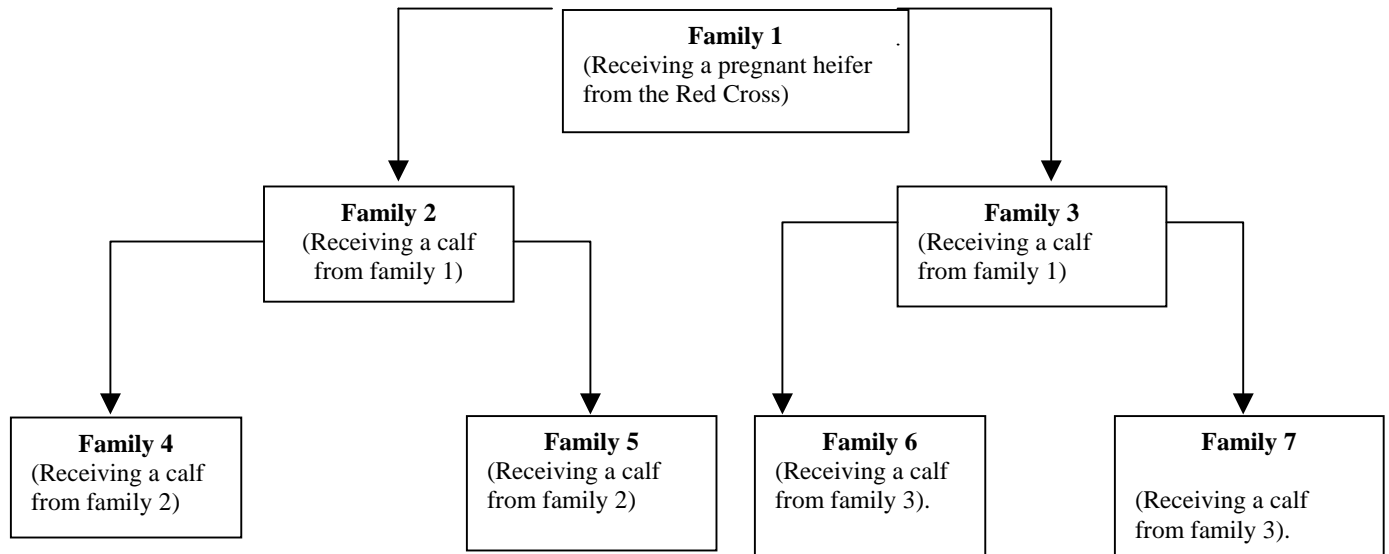 Family 1
(Receiving a pregnant heifer
from the Red Cross)
.
Family 2
(Receiving a calf
from family 1)
Family 3
(Receiving a calf
from family 1)
Family 4
(Receiving a calf
from family 2)
Family 5
(Receiving a calf
from family 2)
Family 6
(Receiving a calf
from family 3).
Family 7
(Receiving a calf
from family 3).